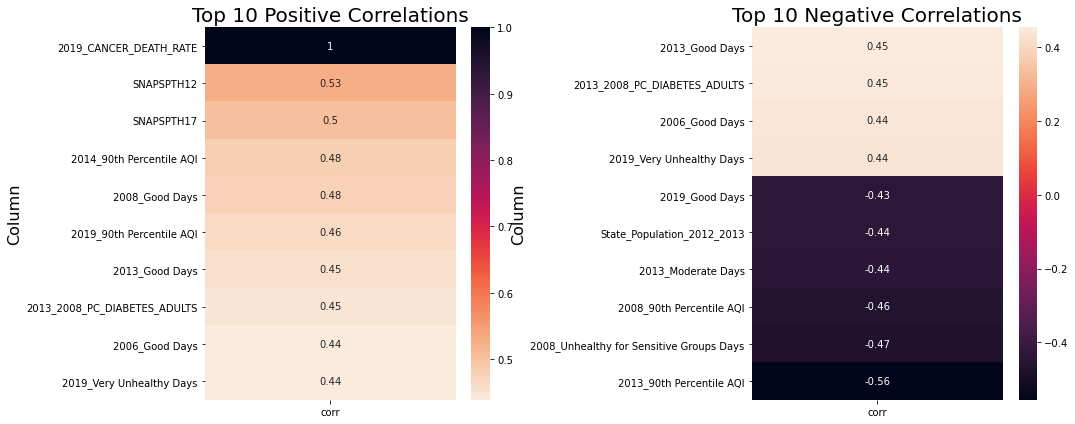 Top 10 Positive Correlations
Column
2019_CANCER_DEATH_RATE
1
SNAPSPTH12
0.53
SNAPSPTH17
0.5
2014_90th Percentile AQI
0.48
2008_Good Days
0.48
2019_90th Percentile AQI
0.46
2013_Good Days
0.45
2013_2008_PC_DIABETES_ADULTS
0.45
2006_Good Days
0.44
2019_Very Unhealthy Days
0.44
corr
1.0
0.9
0.8
0.7
0.6
0.5
Top 10 Negative Correlations
Column
2013_Good Days
0.45
2013_2008_PC_DIABETES_ADULTS
0.45
2006_Good Days
0.44
2019_Very Unhealthy Days
0.44
2019_Good Days
-0.43
State_Population_2012_2013
-0.44
2013_Moderate Days
-0.44
2008_90th Percentile AQI
-0.46
2008_Unhealthy for Sensitive Groups Days
-0.47
2013_90th Percentile AQI
-0.56
corr
0.4
0.2
0.0
−0.2
−0.4